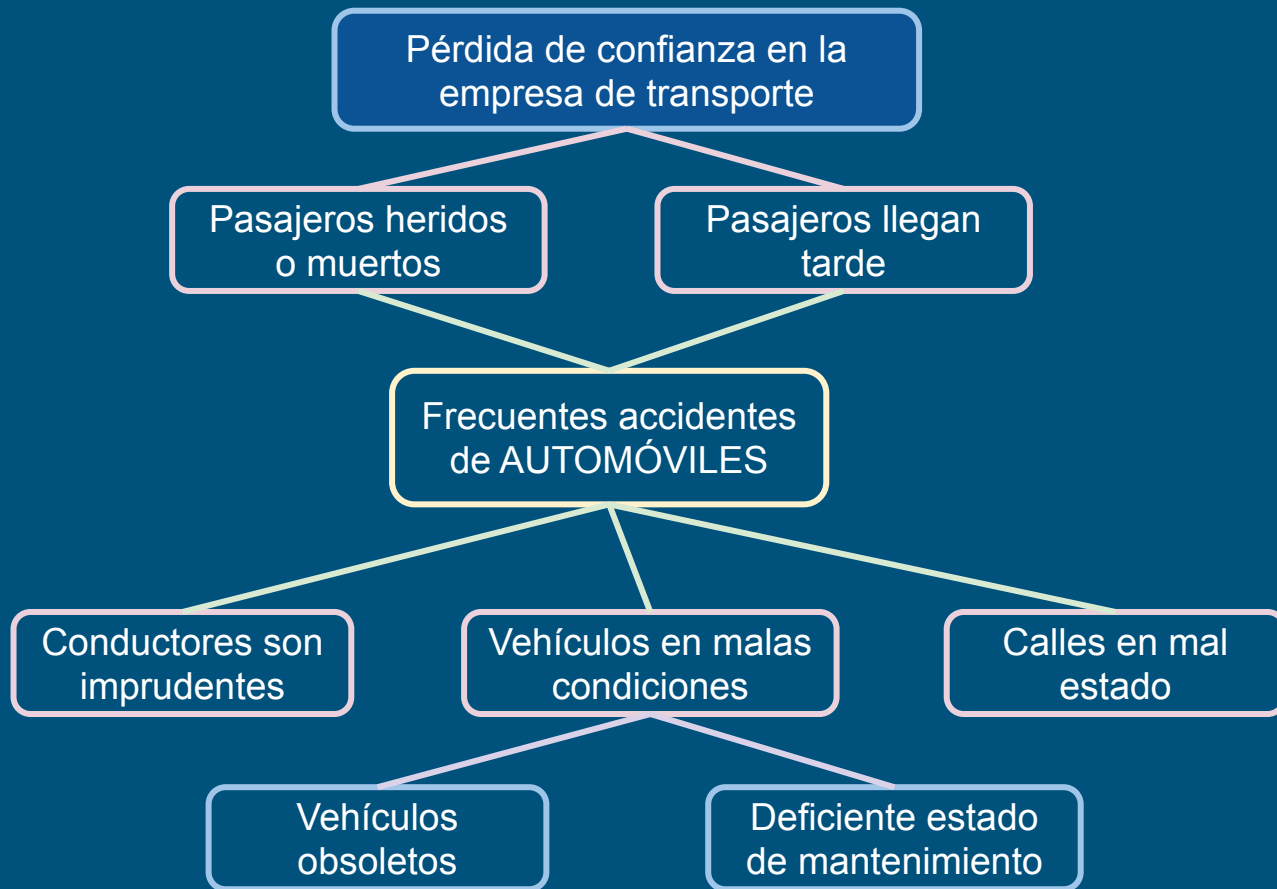 Pérdida de confianza en la
empresa de transporte
Pasajeros heridos
o muertos
Pasajeros llegan
tarde
Frecuentes accidentes
de AUTOMÓVILES
Conductores son
imprudentes
Vehículos en malas
condiciones
Calles en mal
estado
Vehículos
obsoletos
Deficiente estado
de mantenimiento